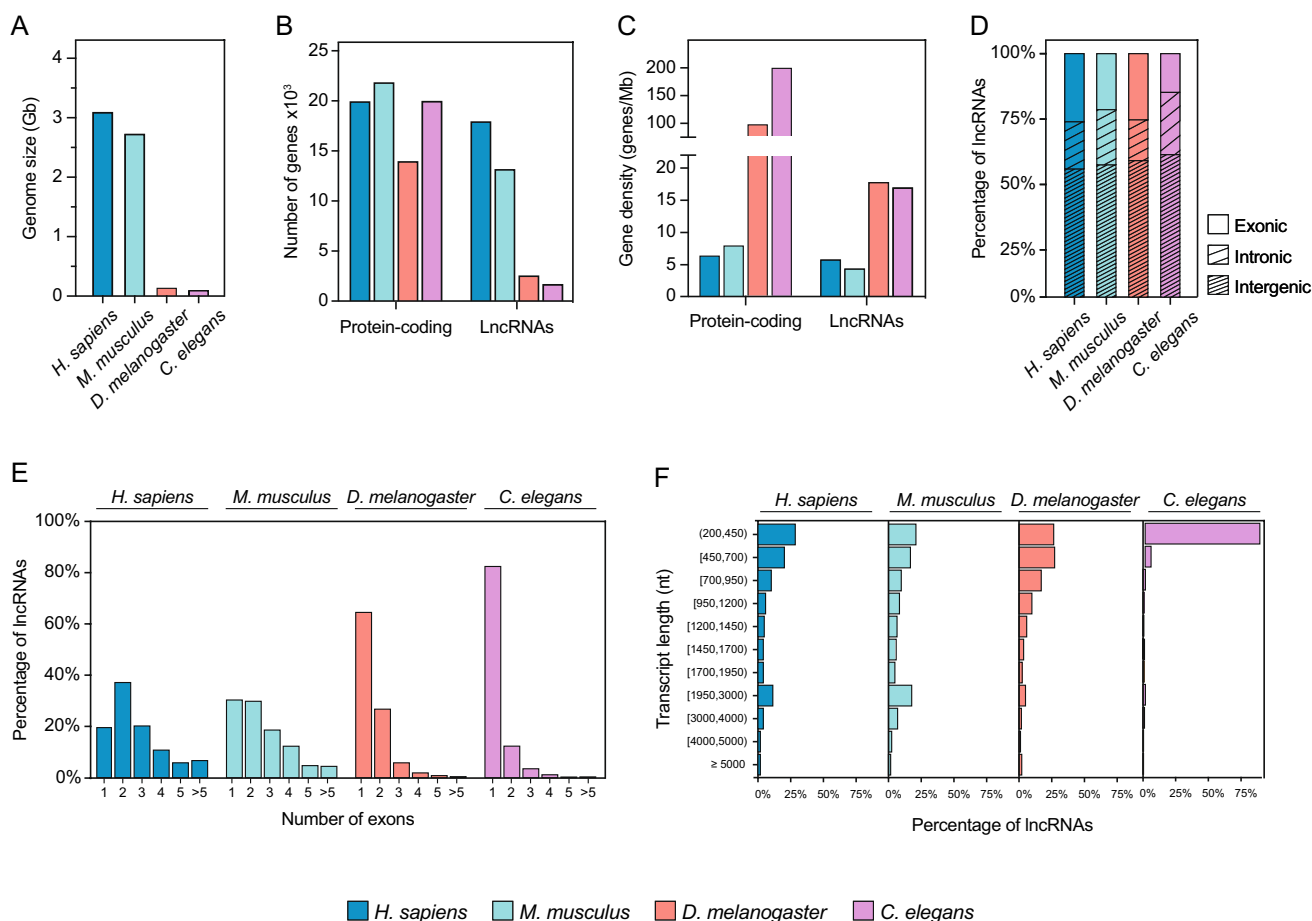 A
Genome size (Gb)
4
3
2
1
0
H. sapiens
M. musculus
D. melanogaster
C. elegans
B
Number of genes x10³
25
20
15
10
5
0
Protein-coding
LncRNAs
C
Gene density (genes/Mb)
200
150
100
50
20
15
10
5
0
Protein-coding
LncRNAs
D
Percentage of lncRNAs
100%
75%
50%
25%
0%
H. sapiens
M. musculus
D. melanogaster
C. elegans
Exonic
Intronic
Intergenic
E
H. sapiens M. musculus D. melanogaster C. elegans
Percentage of lncRNAs
100%
80%
60%
40%
20%
0%
1 2 3 4 5 >5 1 2 3 4 5 >5 1 2 3 4 5 >5 1 2 3 4 5 >5
Number of exons
F
H. sapiens M. musculus D. melanogaster C. elegans
Transcript length (nt)
(200,450)
[450,700)
[700,950)
[950,1200)
[1200,1450)
[1450,1700)
[1700,1950)
[1950,3000)
[3000,4000)
[4000,5000)
≥ 5000
0% 25% 50% 75% 0% 25% 50% 75% 0% 25% 50% 75% 0% 25% 50% 75%
Percentage of lncRNAs
H. sapiens M. musculus D. melanogaster C. elegans